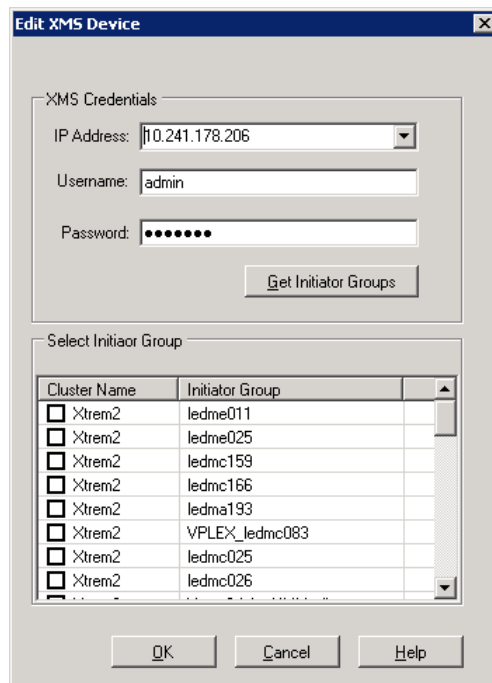 Edit XMS Device
XMS Credentials
IP Address: 10.241.178.206
Username: admin
Password: ●●●●●●●
Get Initiator Groups
Select Initiaor Group
Cluster Name Initiator Group
Xtrem2 ledme011
Xtrem2 ledme025
Xtrem2 ledmc159
Xtrem2 ledmc166
Xtrem2 ledma193
Xtrem2 VPLEX_ledmc083
Xtrem2 ledmc025
Xtrem2 ledmc026
OK Cancel Help